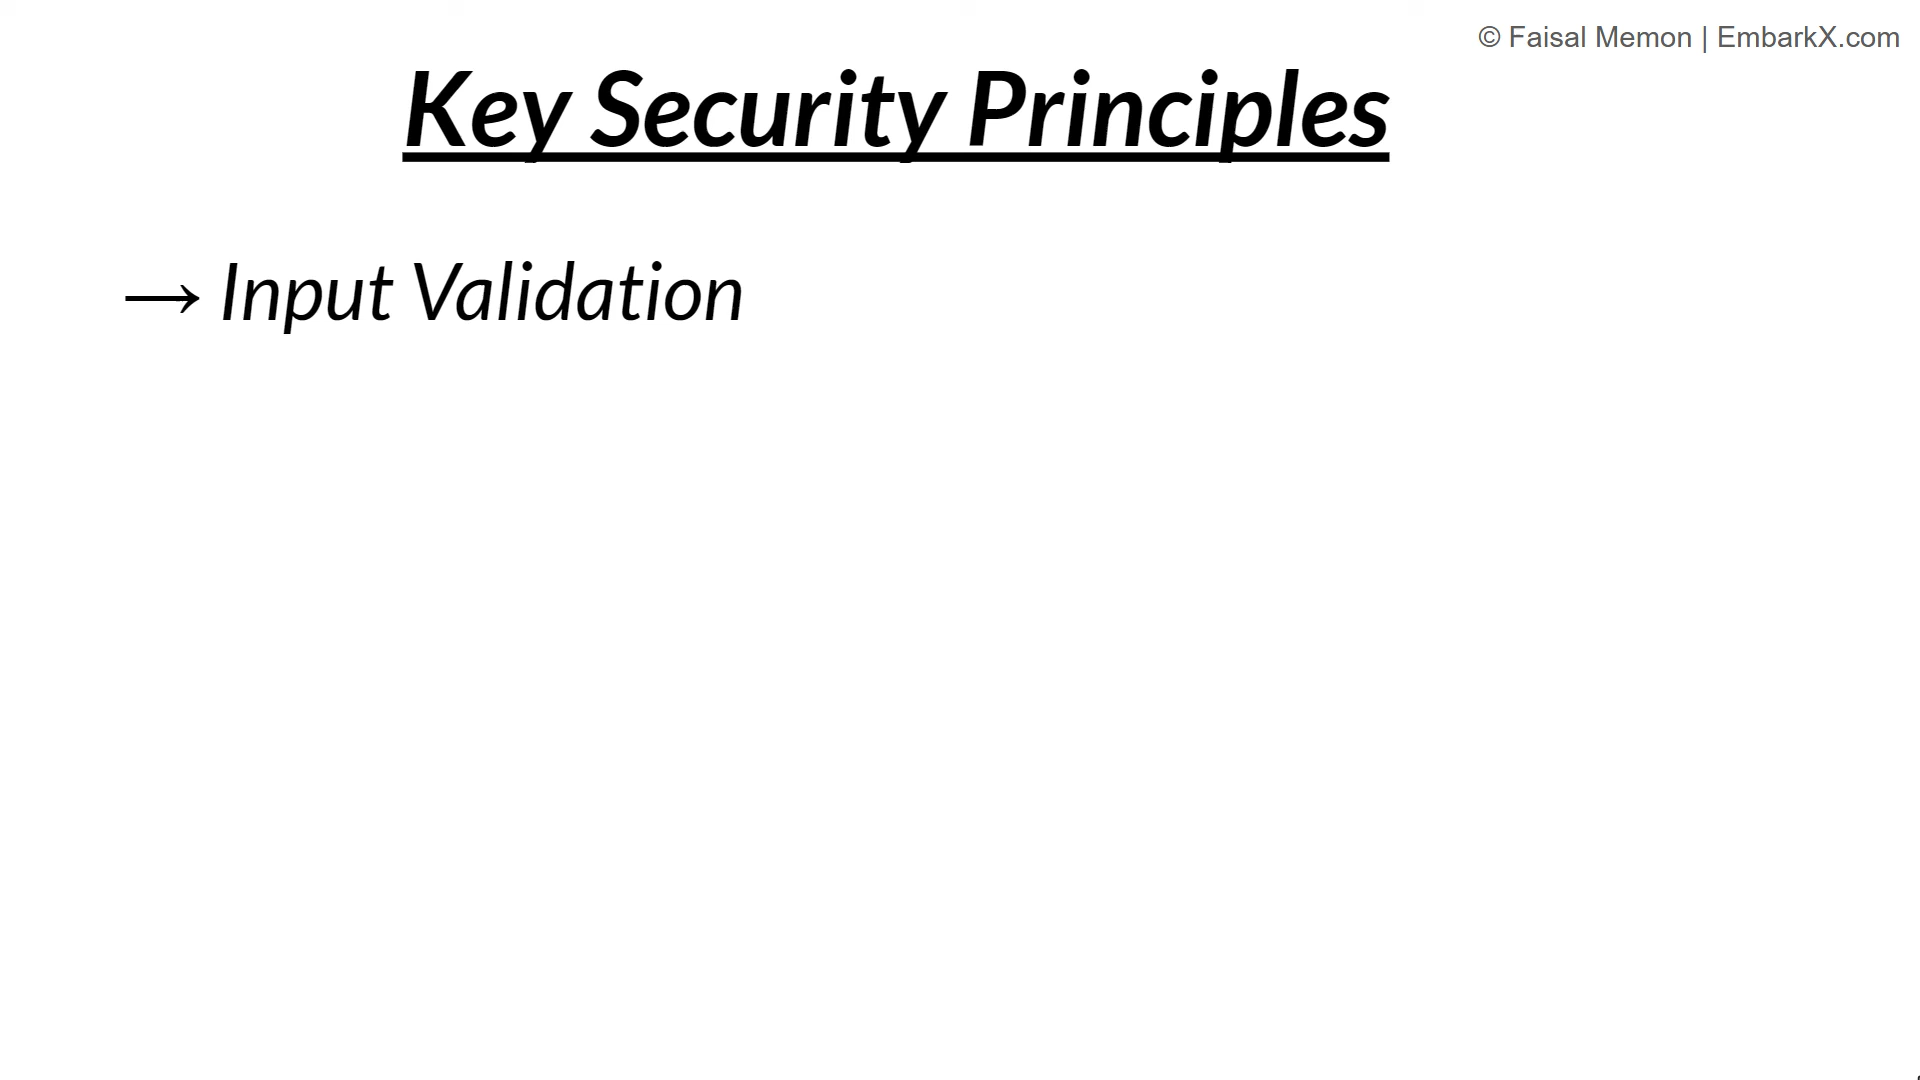 © Faisal Memon | EmbarkX.com
Key Security Principles
→ Input Validation